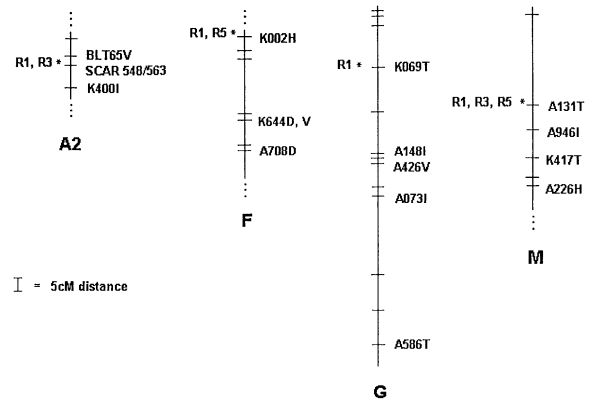 R1, R3 *
BLT65V
SCAR 548/563
K400I
A2
R1, R5 *
K002H
K644D, V
A708D
F
R1 *
K069T
A148I
A426V
A073I
A586T
G
R1, R3, R5 *
A131T
A946I
K417T
A226H
M
= 5cM distance